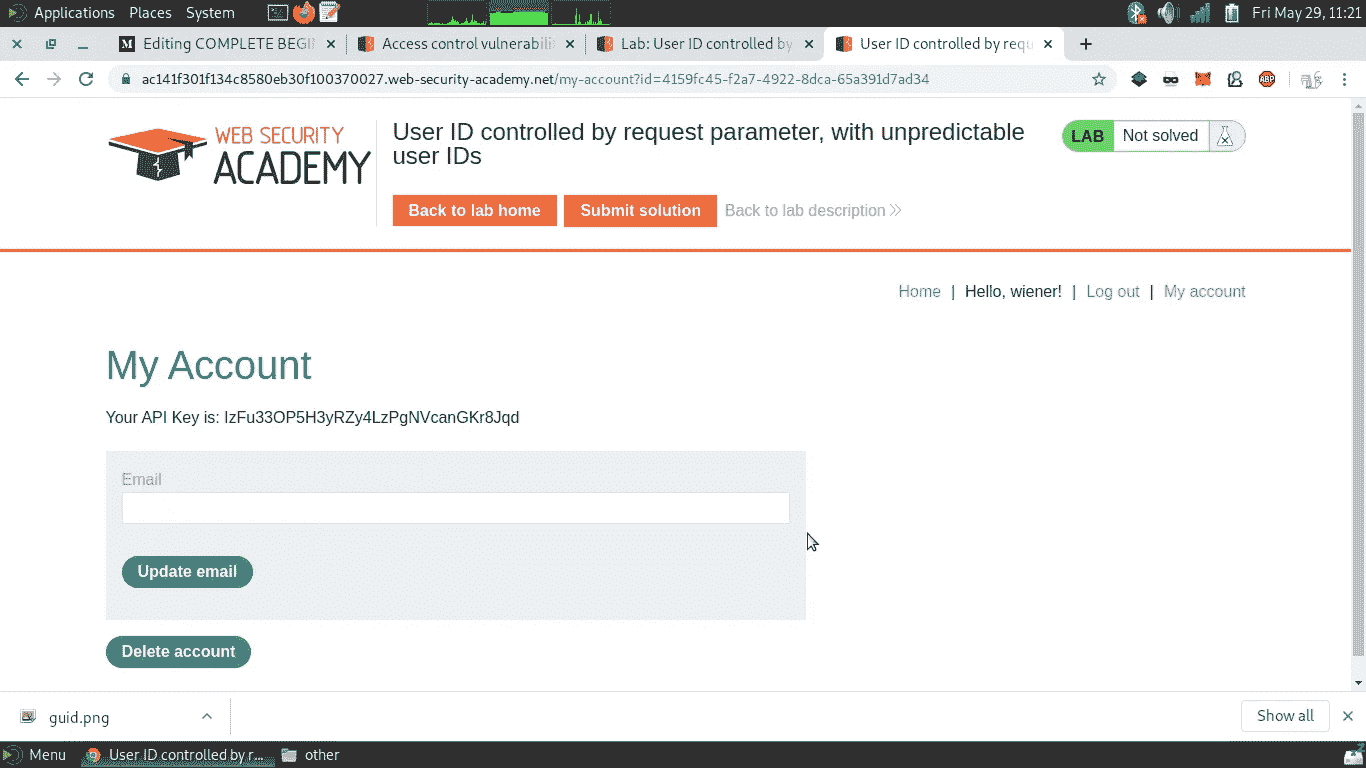 Applications Places System Fri May 29, 11:21
M Editing COMPLETE BEGI Access control vulnerabili Lab: User ID controlled by User ID controlled by requ
ac141f301f134c8580eb30f100370027.web-security-academy.net/my-account?id=4159fc45-f2a7-4922-8dca-65a391d7ad34 ABP
WEB SECURITY
ACADEMY
User ID controlled by request parameter, with unpredictable
user IDs
LAB Not solved
Back to lab home Submit solution Back to lab description
Home | Hello, wiener! | Log out | My account
My Account
Your API Key is: IzFu33OP5H3yRZy4LzPgNVcanGKr8Jqd
Email
Update email
Delete account
guid.png Show all
Menu User ID controlled by r... other